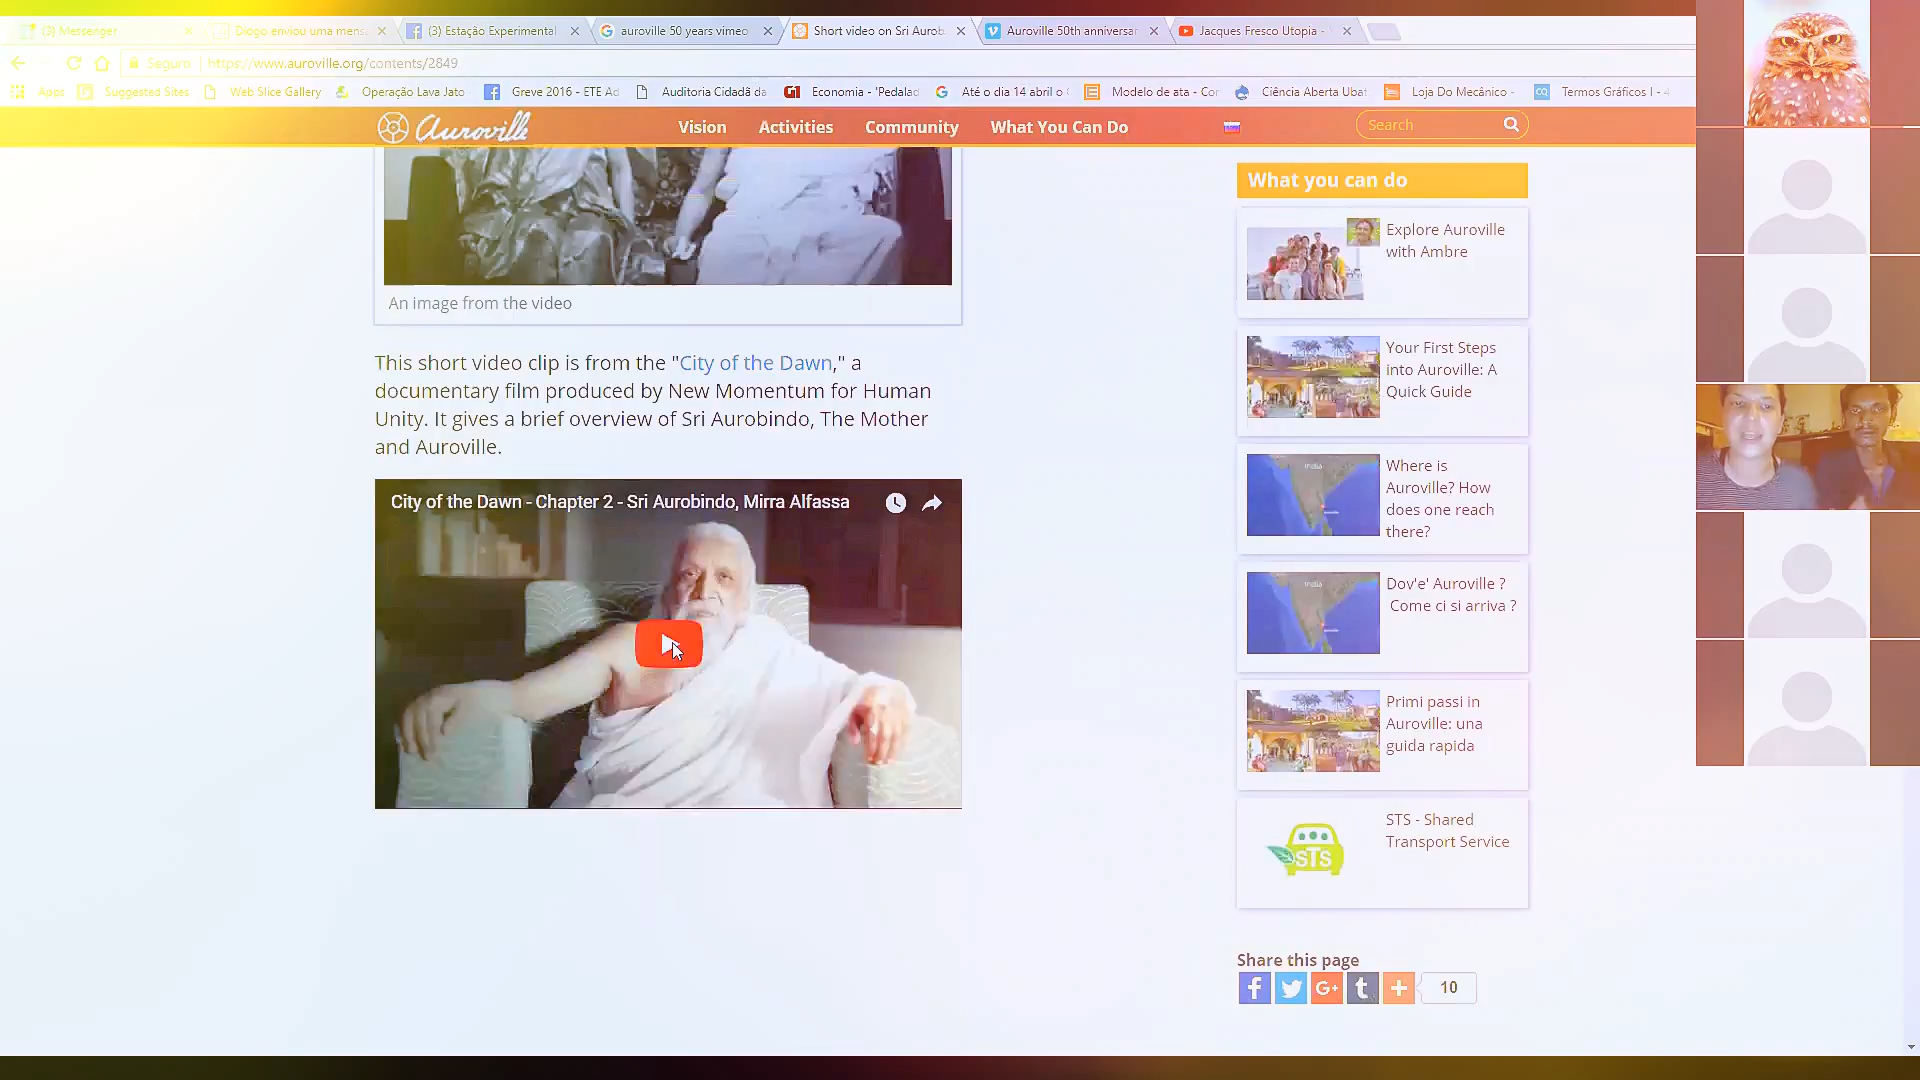 (3) Messenger
Diogo enviou uma mens
(3) Estação Experimental
auroville 50 years vimeo
Short video on Sri Aurob
Auroville 50th anniversar
Jacques Fresco Utopia -
Seguro
https://www.auroville.org/contents/2849
Apps
Suggested Sites
Web Slice Gallery
Operação Lava Jato
Greve 2016 - ETE Ad
Auditoria Cidadã da
Economia - 'Pedalad
Até o dia 14 abril o
Modelo de ata - Cor
Ciência Aberta Ubat
Loja Do Mecânico -
Termos Gráficos I - 4
Auroville
Vision
Activities
Community
What You Can Do
Search
An image from the video
This short video clip is from the "City of the Dawn," a
documentary film produced by New Momentum for Human
Unity. It gives a brief overview of Sri Aurobindo, The Mother
and Auroville.
City of the Dawn - Chapter 2 - Sri Aurobindo, Mirra Alfassa
What you can do
Explore Auroville
with Ambre
Your First Steps
into Auroville: A
Quick Guide
India
Where is
Auroville? How
does one reach
there?
India
Dov'e' Auroville ?
Come ci si arriva ?
Primi passi in
Auroville: una
guida rapida
STS
STS - Shared
Transport Service
Share this page
10